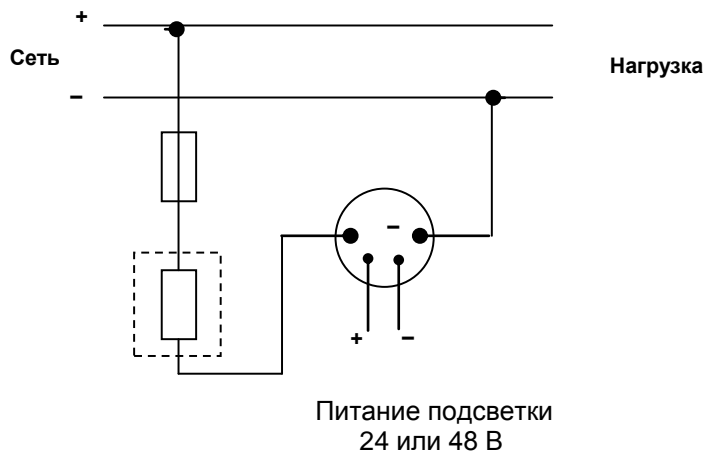 +
Сеть
Нагрузка
–
–
+ –
Питание подсветки
24 или 48 В